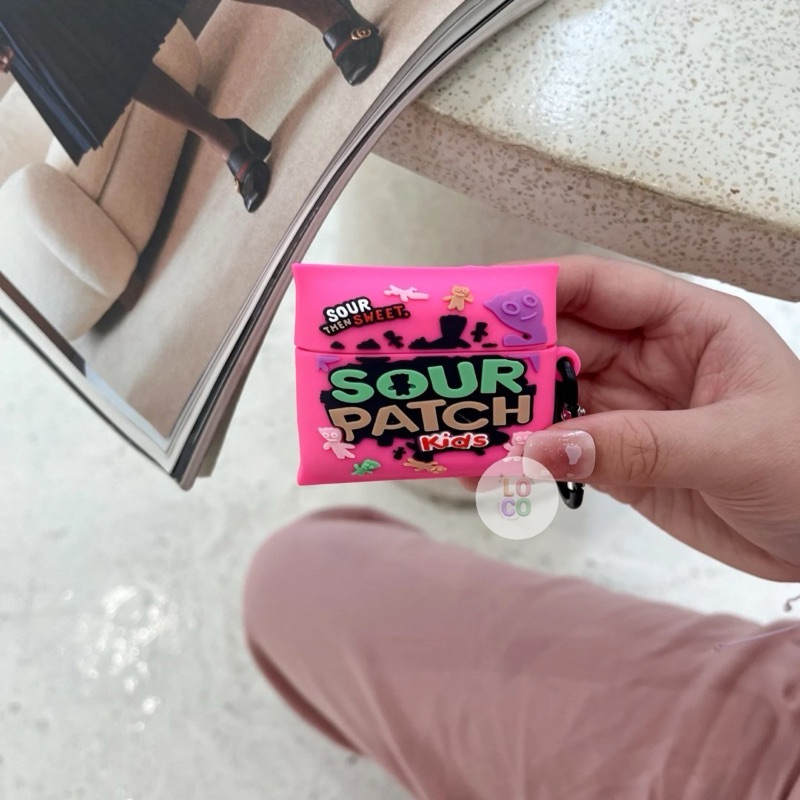 SOUR
THEN SWEET.
SOUR
PATCH
Kids
LO
CO